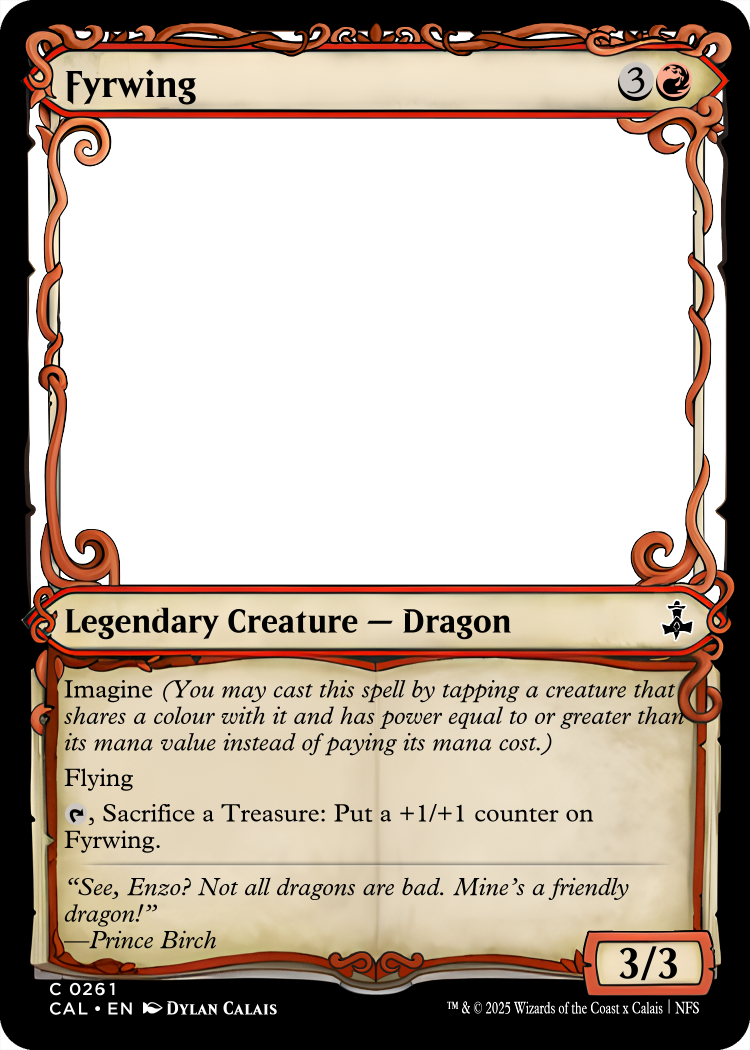 Fyrwing
3
Legendary Creature — Dragon
Imagine (You may cast this spell by tapping a creature that
shares a colour with it and has power equal to or greater than
its mana value instead of paying its mana cost.)
Flying
, Sacrifice a Treasure: Put a +1/+1 counter on
Fyrwing.
“See, Enzo? Not all dragons are bad. Mine’s a friendly
dragon!”
—Prince Birch
3/3
C 0261
CAL • EN Dylan Calais
™ & © 2025 Wizards of the Coast x Calais | NFS